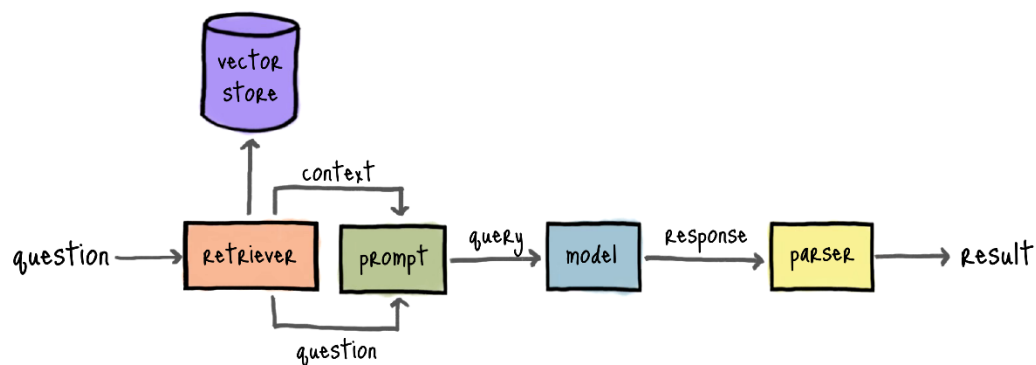 vector
store
context
question
retriever
prompt
query
model
response
parser
result
question